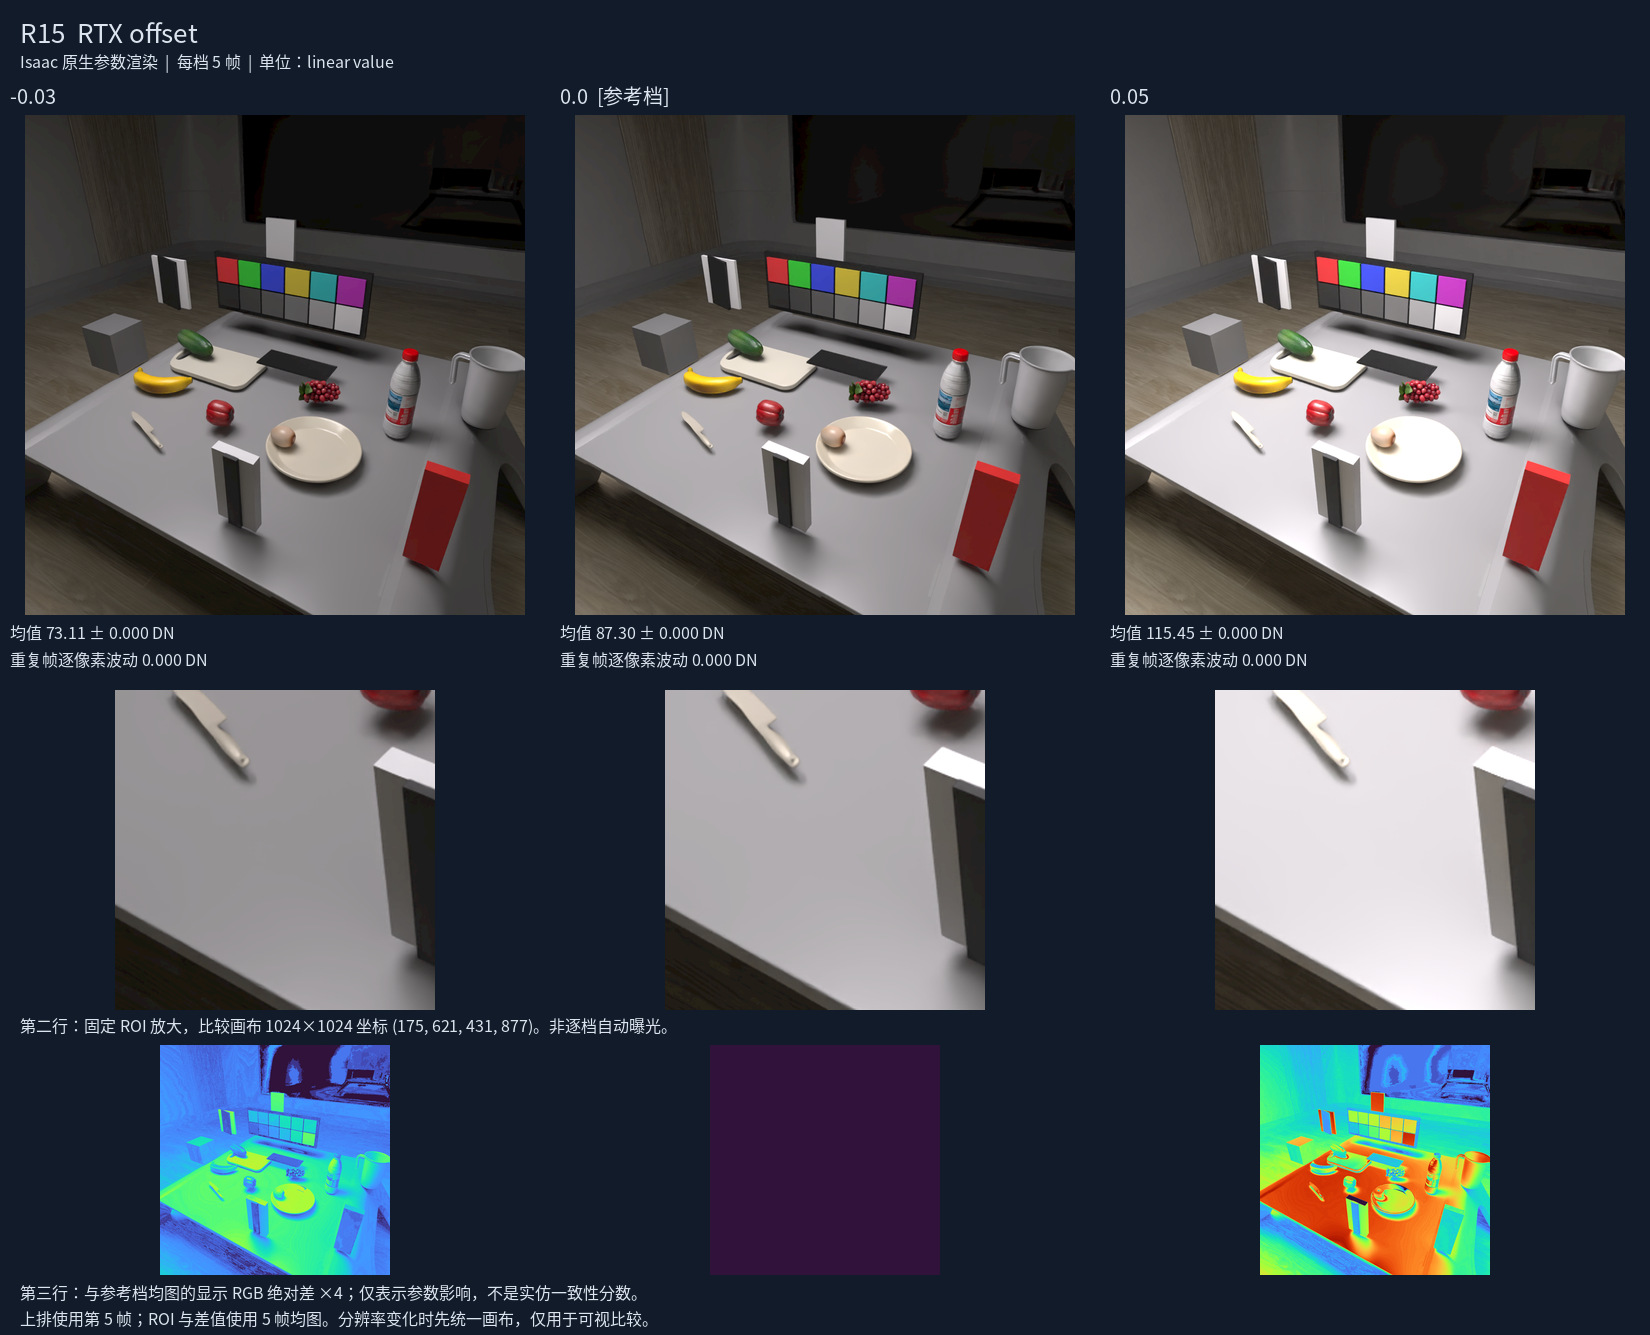 R15 RTX offset
Isaac 原生参数渲染 | 每档 5 帧 | 单位：linear value
-0.03
0.0 [参考档]
0.05
均值 73.11 ± 0.000 DN
重复帧逐像素波动 0.000 DN
均值 87.30 ± 0.000 DN
重复帧逐像素波动 0.000 DN
均值 115.45 ± 0.000 DN
重复帧逐像素波动 0.000 DN
第二行：固定 ROI 放大，比较画布 1024×1024 坐标 (175, 621, 431, 877)。非逐档自动曝光。
第三行：与参考档均图的显示 RGB 绝对差 ×4；仅表示参数影响，不是实仿一致性分数。
上排使用第 5 帧；ROI 与差值使用 5 帧均图。分辨率变化时先统一画布，仅用于可视比较。